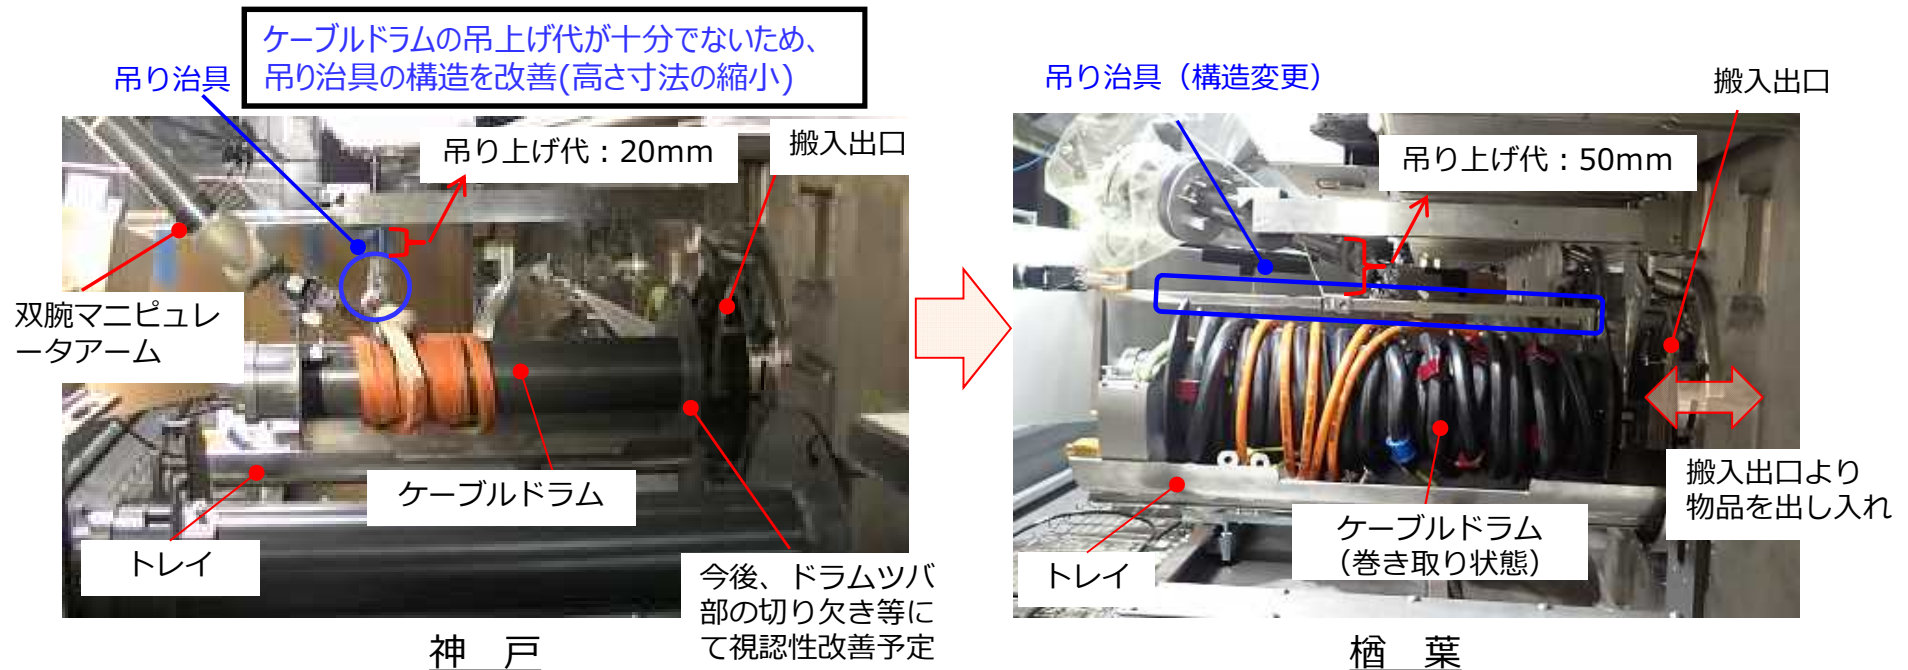 ケーブルドラムの吊上げ代が十分でないため、
吊り治具の構造を改善(高さ寸法の縮小)
吊り治具
吊り上げ代：20mm
搬入出口
双腕マニピュレ
ータアーム
ケーブルドラム
トレイ
今後、ドラムツバ
部の切り欠き等に
て視認性改善予定
神　戸
吊り治具（構造変更）
搬入出口
吊り上げ代：50mm
搬入出口より
物品を出し入れ
ケーブルドラム
（巻き取り状態）
トレイ
楢　葉